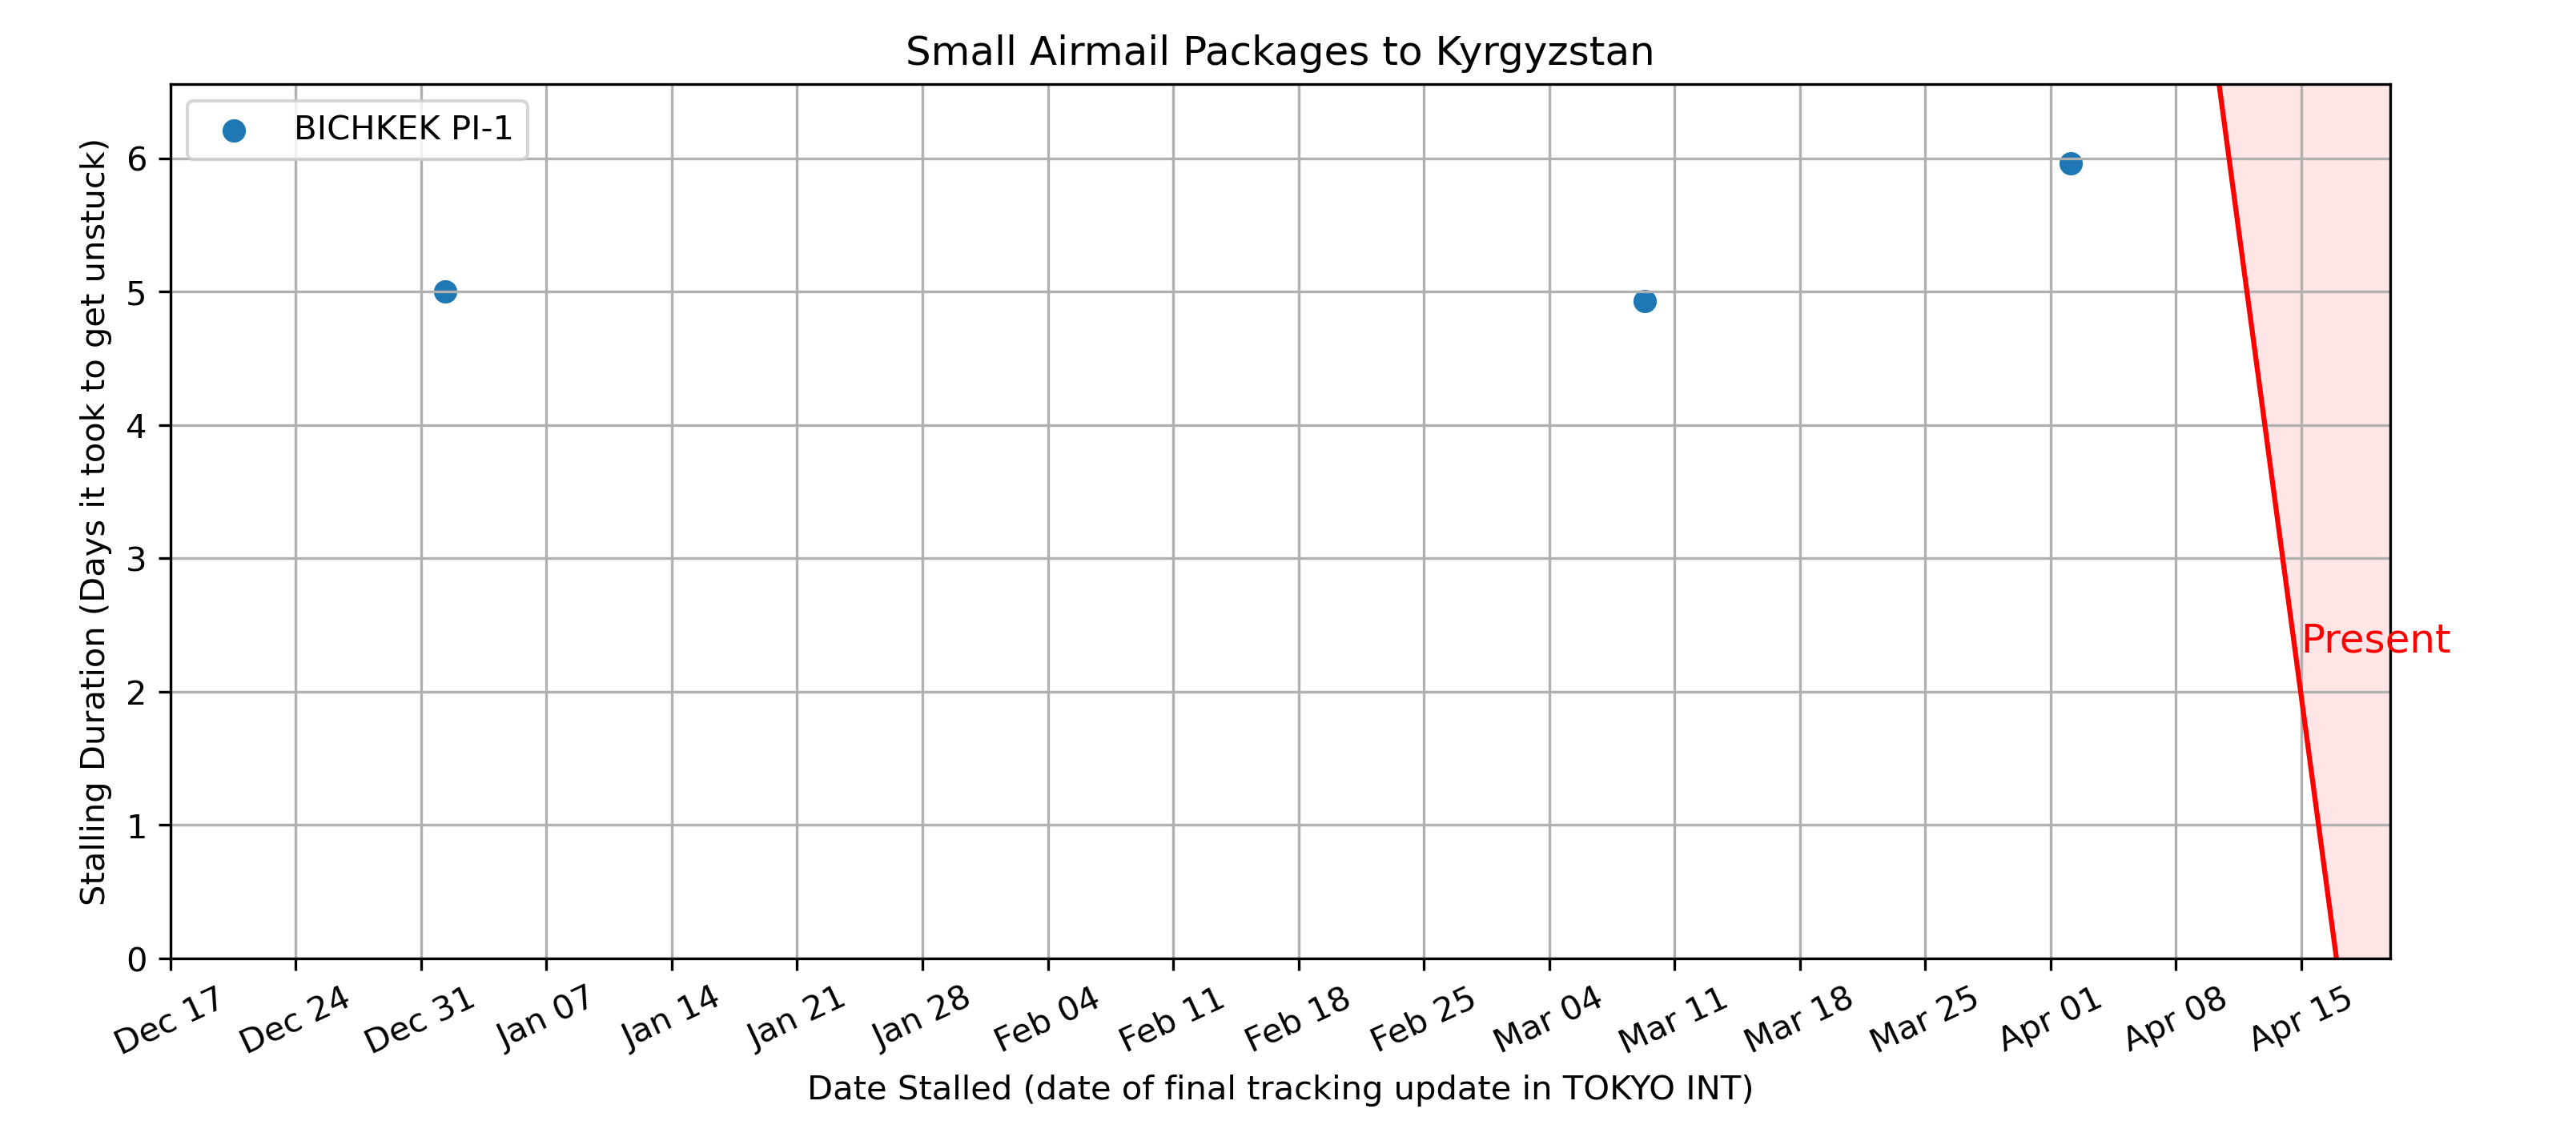 Small Airmail Packages to Kyrgyzstan
BICHKEK PI-1
Stalling Duration (Days it took to get unstuck)
6
5
4
3
2
1
0
Present
Dec 17
Dec 24
Dec 31
Jan 07
Jan 14
Jan 21
Jan 28
Feb 04
Feb 11
Feb 18
Feb 25
Mar 04
Mar 11
Mar 18
Mar 25
Apr 01
Apr 08
Apr 15
Date Stalled (date of final tracking update in TOKYO INT)